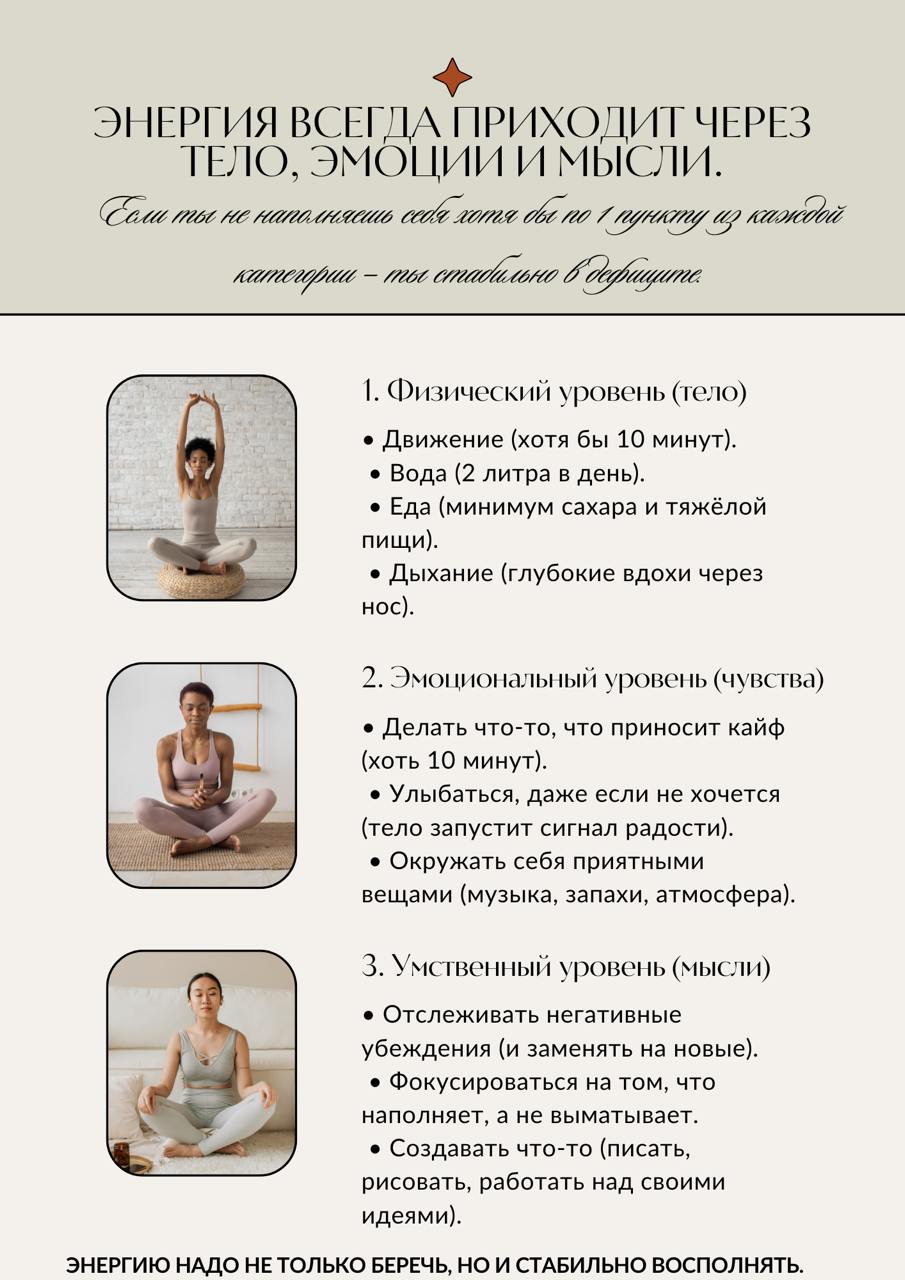 ЭНЕРГИЯ ВСЕГДА ПРИХОДИТ ЧЕРЕЗ
ТЕЛО, ЭМОЦИИ И МЫСЛИ.
Если ты не наполняешь себя хотя бы по 1 пункту из каждой
категории – ты стабильно в дефиците.
1. Физический уровень (тело)
• Движение (хотя бы 10 минут).
• Вода (2 литра в день).
• Еда (минимум сахара и тяжёлой
пищи).
• Дыхание (глубокие вдохи через
нос).
2. Эмоциональный уровень (чувства)
• Делать что-то, что приносит кайф
(хоть 10 минут).
• Улыбаться, даже если не хочется
(тело запустит сигнал радости).
• Окружать себя приятными
вещами (музыка, запахи, атмосфера).
3. Умственный уровень (мысли)
• Отслеживать негативные
убеждения (и заменять на новые).
• Фокусироваться на том, что
наполняет, а не выматывает.
• Создавать что-то (писать,
рисовать, работать над своими
идеями).
ЭНЕРГИЮ НАДО НЕ ТОЛЬКО БЕРЕЧЬ, НО И СТАБИЛЬНО ВОСПОЛНЯТЬ.